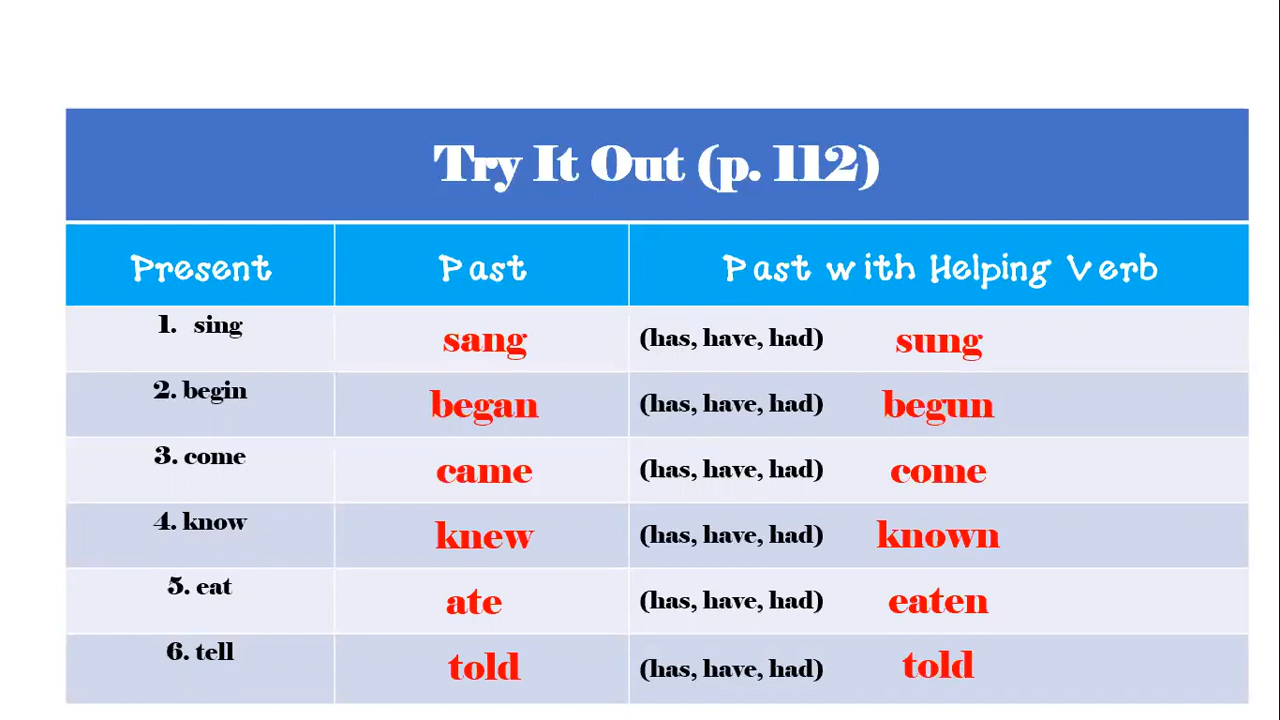 Try It Out (p. 112)
Present Past Past with Helping Verb
1. sing sang (has, have, had) sung
2. begin began (has, have, had) begun
3. come came (has, have, had) come
4. know knew (has, have, had) known
5. eat ate (has, have, had) eaten
6. tell told (has, have, had) told